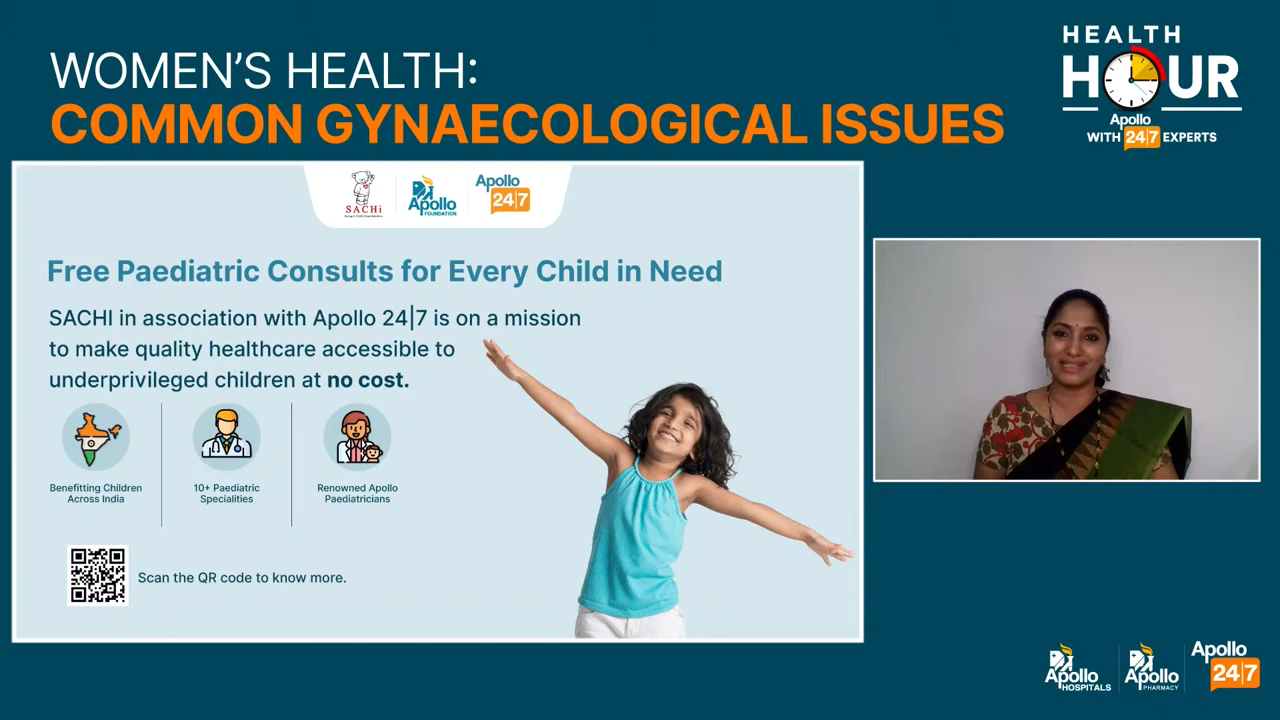 WOMEN'S HEALTH:
COMMON GYNAECOLOGICAL ISSUES
HEALTH
HOUR
WITH Apollo 24|7 EXPERTS
SACHi
Apollo
FOUNDATION
Apollo
24|7
Free Paediatric Consults for Every Child in Need
SACHI in association with Apollo 24|7 is on a mission
to make quality healthcare accessible to
underprivileged children at no cost.
Benefitting Children
Across India
10+ Paediatric
Specialities
Renowned Apollo
Paediatricians
Scan the QR code to know more.
Apollo
HOSPITALS
Apollo
PHARMACY
Apollo
24|7